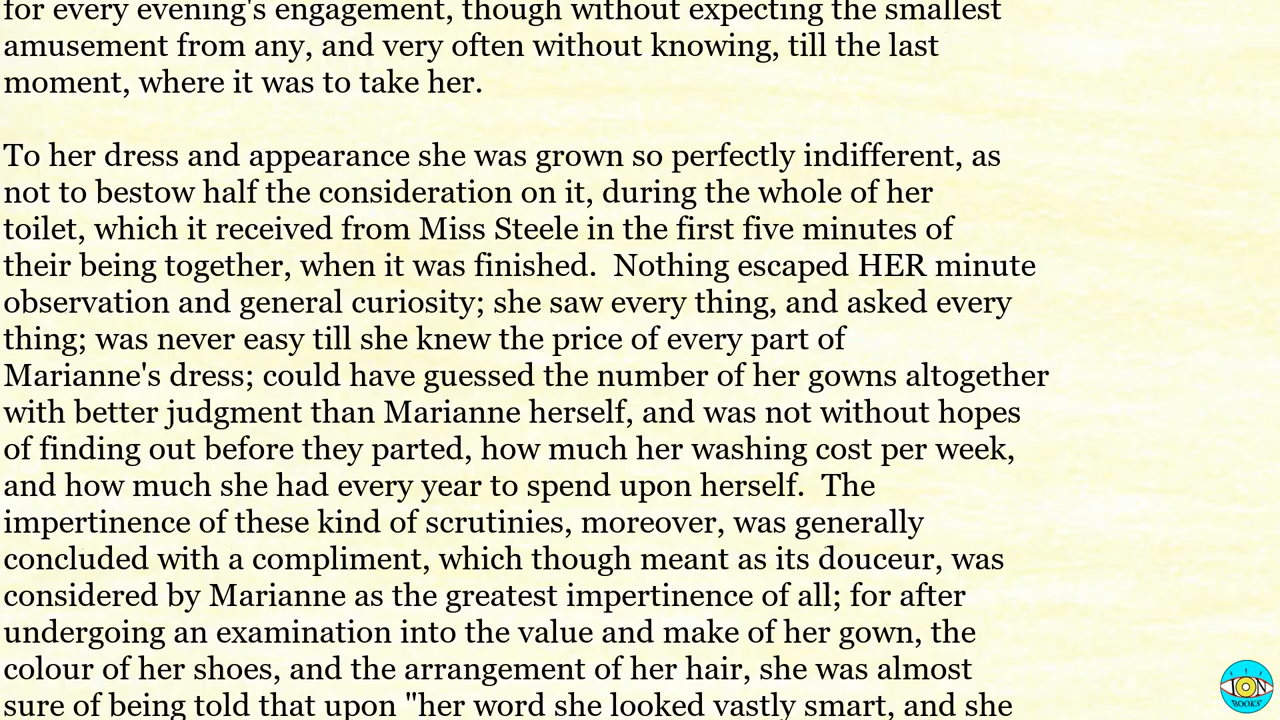 for every evening's engagement, though without expecting the smallest
amusement from any, and very often without knowing, till the last
moment, where it was to take her.
To her dress and appearance she was grown so perfectly indifferent, as
not to bestow half the consideration on it, during the whole of her
toilet, which it received from Miss Steele in the first five minutes of
their being together, when it was finished.  Nothing escaped HER minute
observation and general curiosity; she saw every thing, and asked every
thing; was never easy till she knew the price of every part of
Marianne's dress; could have guessed the number of her gowns altogether
with better judgment than Marianne herself, and was not without hopes
of finding out before they parted, how much her washing cost per week,
and how much she had every year to spend upon herself.  The
impertinence of these kind of scrutinies, moreover, was generally
concluded with a compliment, which though meant as its douceur, was
considered by Marianne as the greatest impertinence of all; for after
undergoing an examination into the value and make of her gown, the
colour of her shoes, and the arrangement of her hair, she was almost
sure of being told that upon "her word she looked vastly smart, and she
ION
BOOKS